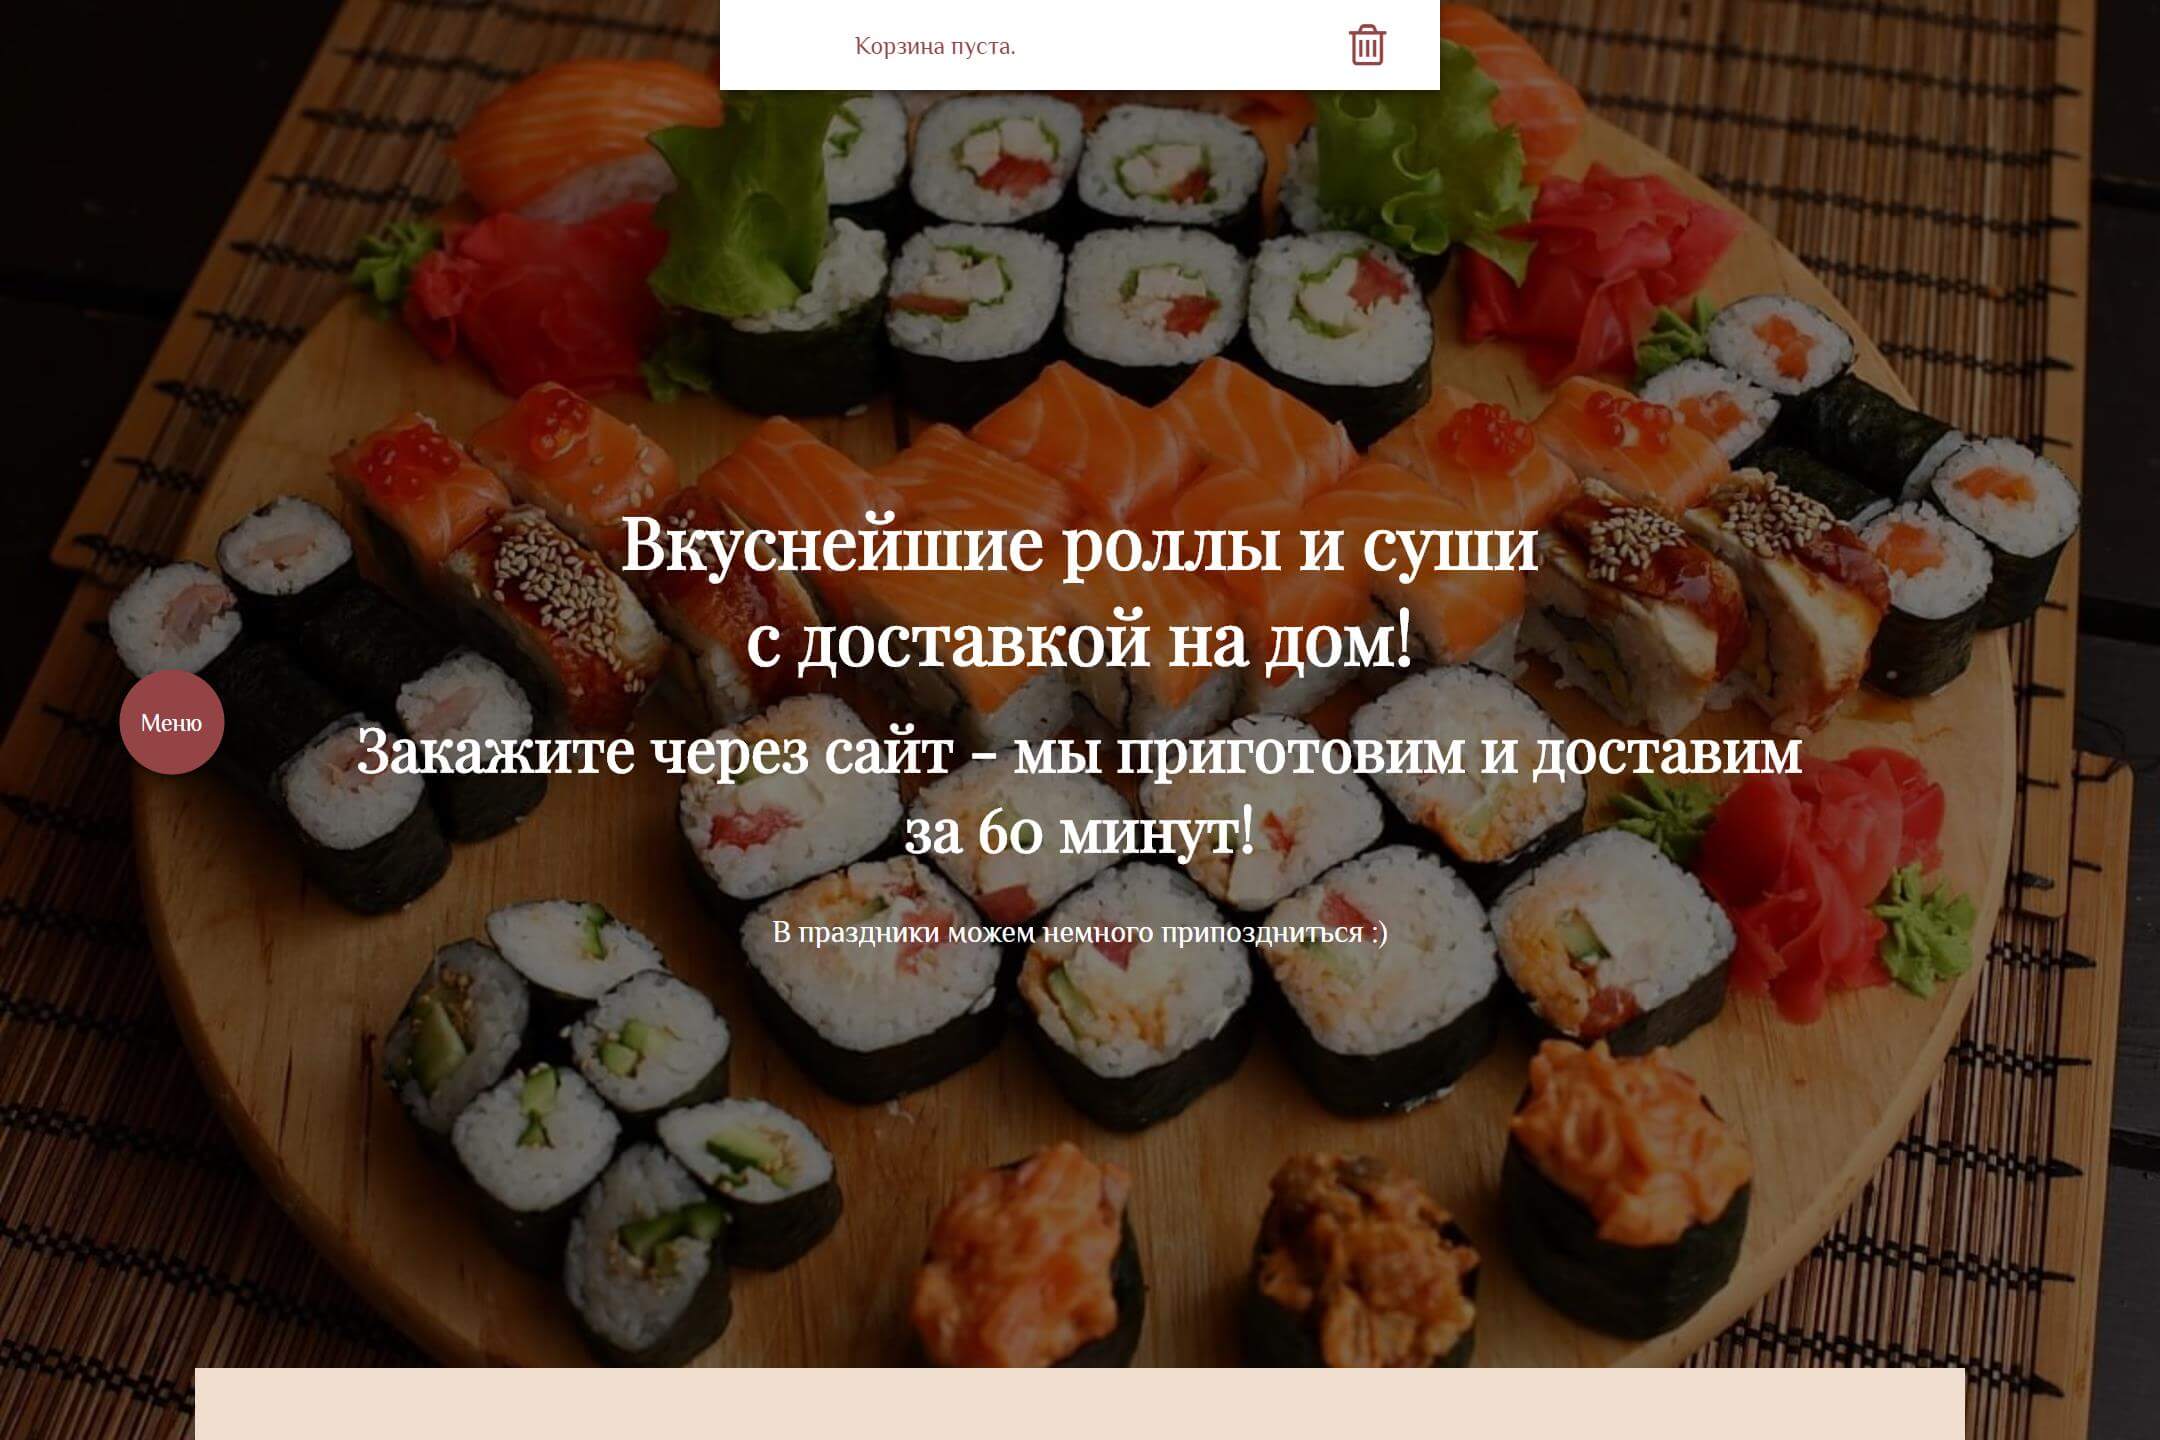 Корзина пуста.
Вкуснейшие роллы и суши
с доставкой на дом!
Меню
Закажите через сайт - мы приготовим и доставим
за 60 минут!
В праздники можем немного припоздниться :)